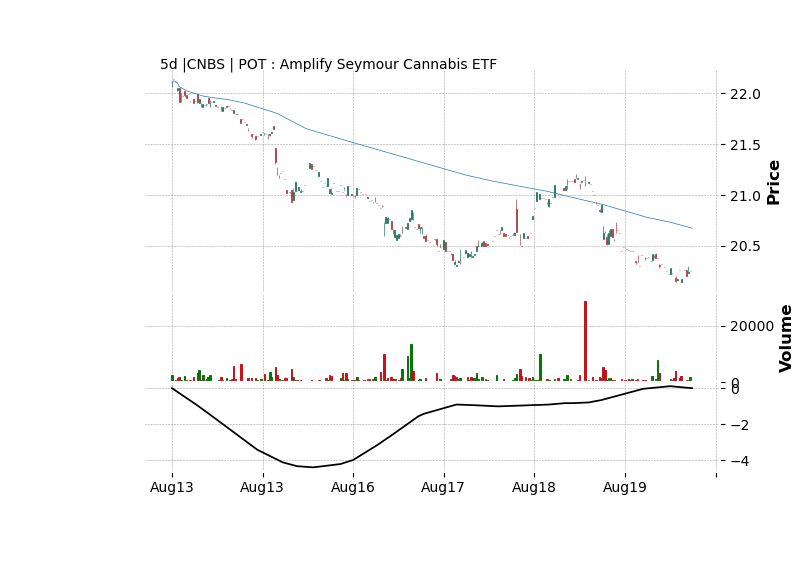 5d |CNBS | POT : Amplify Seymour Cannabis ETF
22.0
21.5
21.0
20.5
Price
20000
0
Volume
0
−2
−4
Aug13 Aug13 Aug16 Aug17 Aug18 Aug19